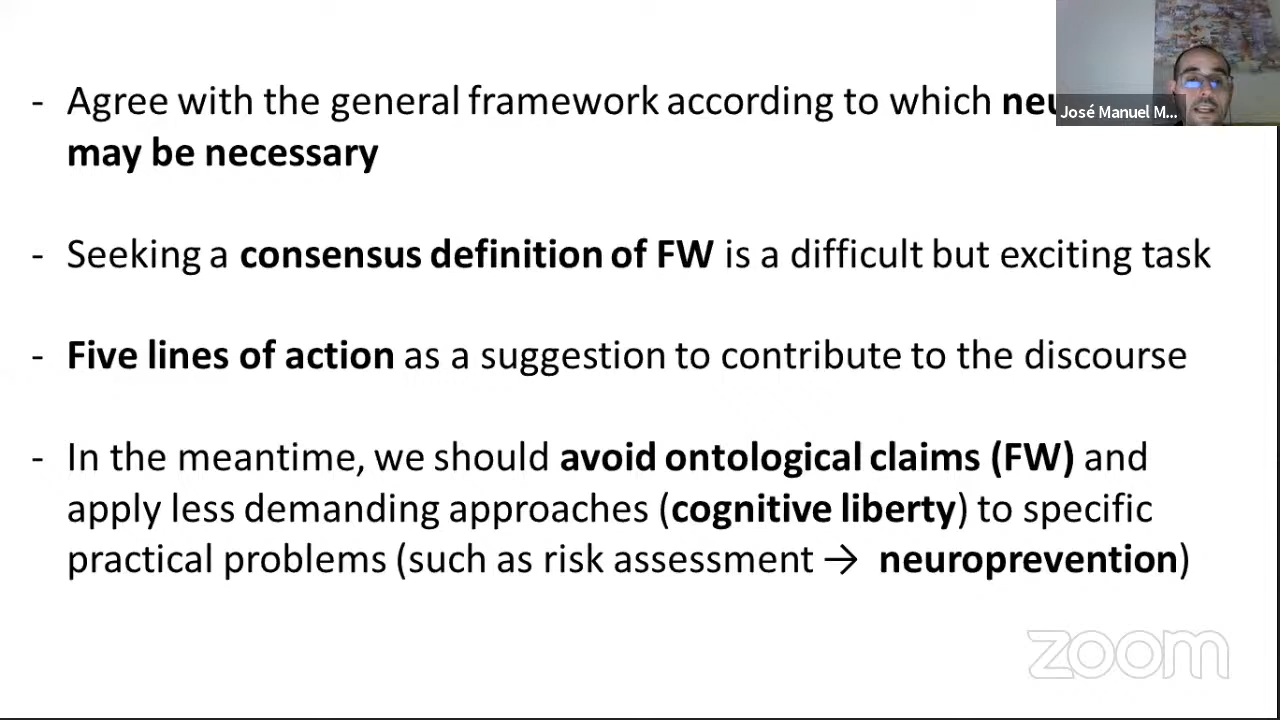 - Agree with the general framework according to which
José Manuel M...
may be necessary
- Seeking a consensus definition of FW is a difficult but exciting task
- Five lines of action as a suggestion to contribute to the discourse
- In the meantime, we should avoid ontological claims (FW) and
apply less demanding approaches (cognitive liberty) to specific
practical problems (such as risk assessment → neuroprevention)
zoom